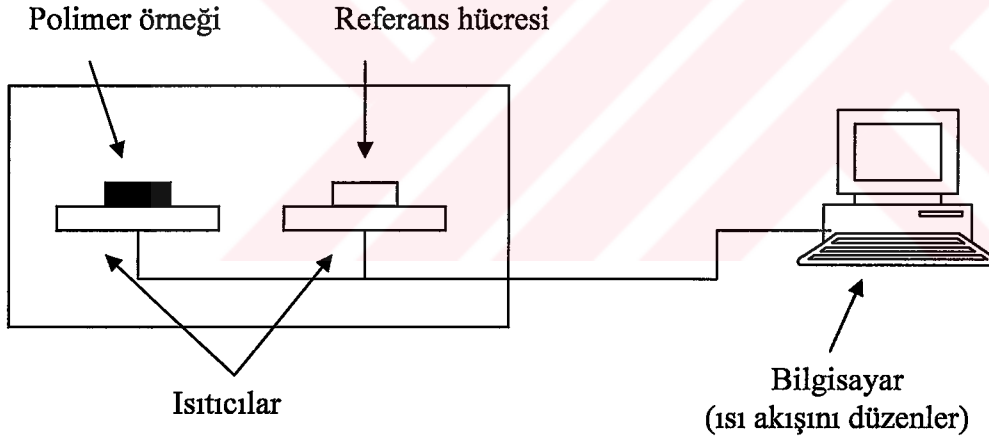 Polimer örneği
Referans hücresi
Isıtıcılar
Bilgisayar
(ısı akışını düzenler)